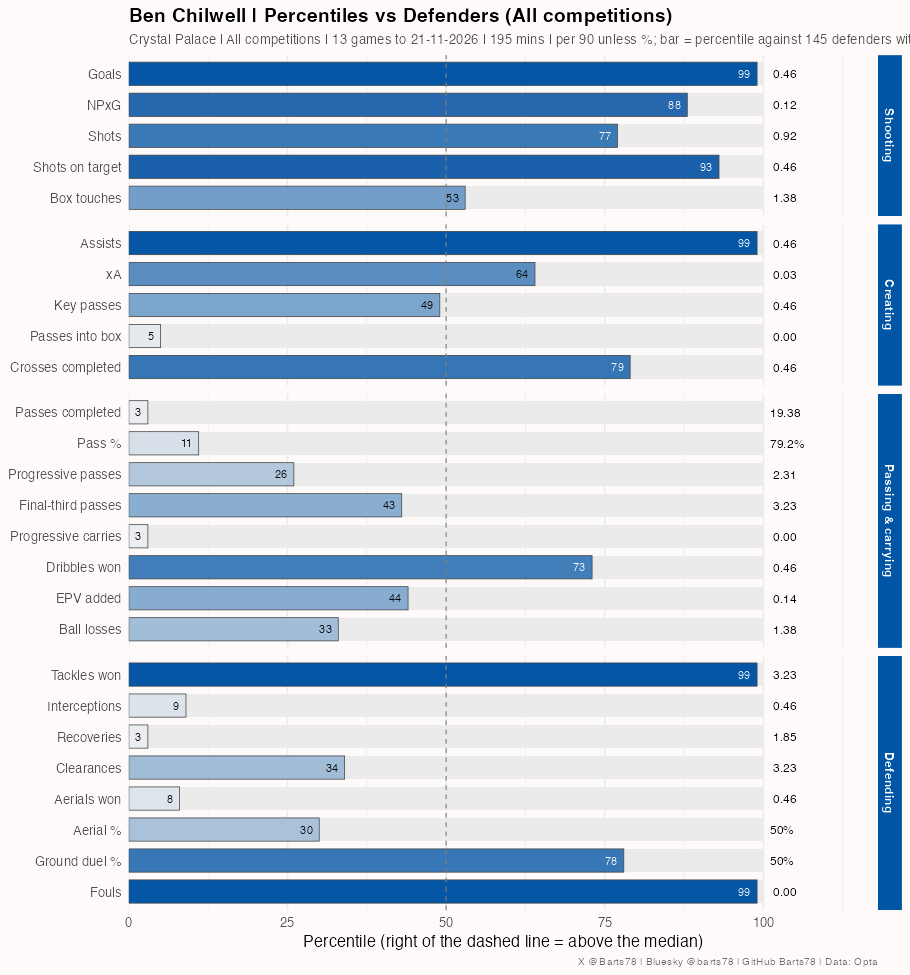 Ben Chilwell | Percentiles vs Defenders (All competitions)
Crystal Palace | All competitions | 13 games to 21-11-2026 | 195 mins | per 90 unless %; bar = percentile against 145 defenders wit
Goals 99 0.46
NPxG 88 0.12
Shots 77 0.92
Shots on target 93 0.46
Box touches 53 1.38
Shooting
Assists 99 0.46
xA 64 0.03
Key passes 49 0.46
Passes into box 5 0.00
Crosses completed 79 0.46
Creating
Passes completed 3 19.38
Pass % 11 79.2%
Progressive passes 26 2.31
Final-third passes 43 3.23
Progressive carries 3 0.00
Dribbles won 73 0.46
EPV added 44 0.14
Ball losses 33 1.38
Passing & carrying
Tackles won 99 3.23
Interceptions 9 0.46
Recoveries 3 1.85
Clearances 34 3.23
Aerials won 8 0.46
Aerial % 30 50%
Ground duel % 78 50%
Fouls 99 0.00
Defending
0 25 50 75 100
Percentile (right of the dashed line = above the median)
X @Barts78 | Bluesky @barts78 | GitHub Barts78 | Data: Opta